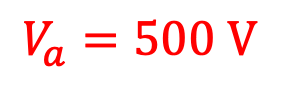 Vₐ = 500 V